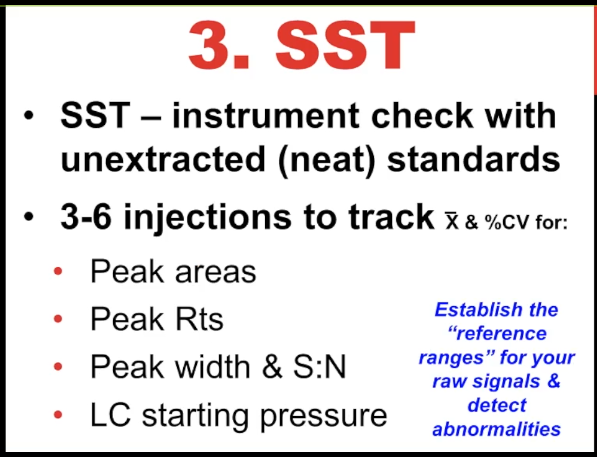 3. SST
• SST – instrument check with
unextracted (neat) standards
• 3-6 injections to track x̄ & %CV for:
• Peak areas
• Peak Rts
• Peak width & S:N
• LC starting pressure
Establish the
“reference
ranges” for your
raw signals &
detect
abnormalities